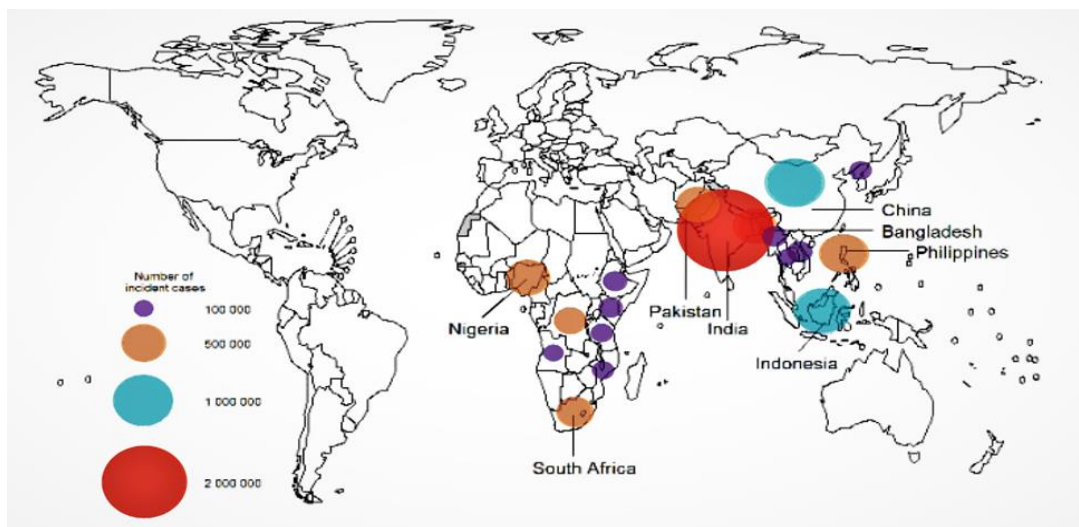 China
Bangladesh
Philippines
Number of
incident cases
100 000
Pakistan
Nigeria
India
500 000
Indonesia
1 000 000
South Africa
2 000 000